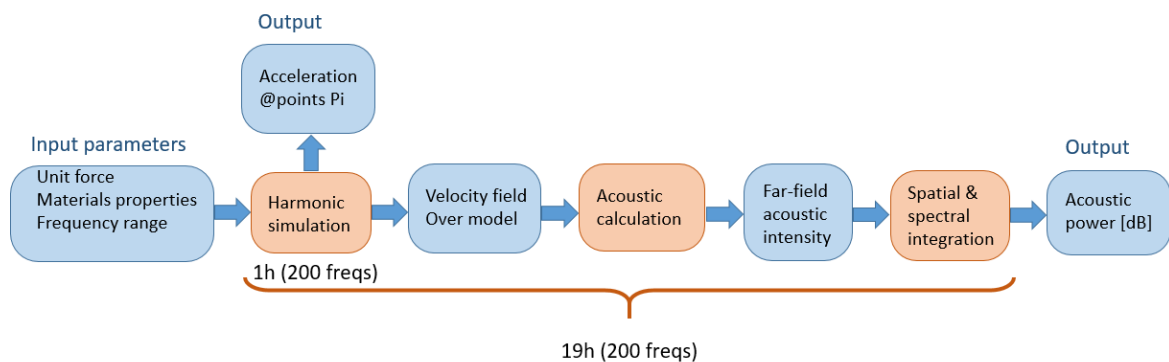 Output
Acceleration
@points Pi
Input parameters
Unit force
Materials properties
Frequency range
Harmonic
simulation
Velocity field
Over model
Acoustic
calculation
Far-field
acoustic
intensity
Spatial &
spectral
integration
Output
Acoustic
power [dB]
1h (200 freqs)
19h (200 freqs)